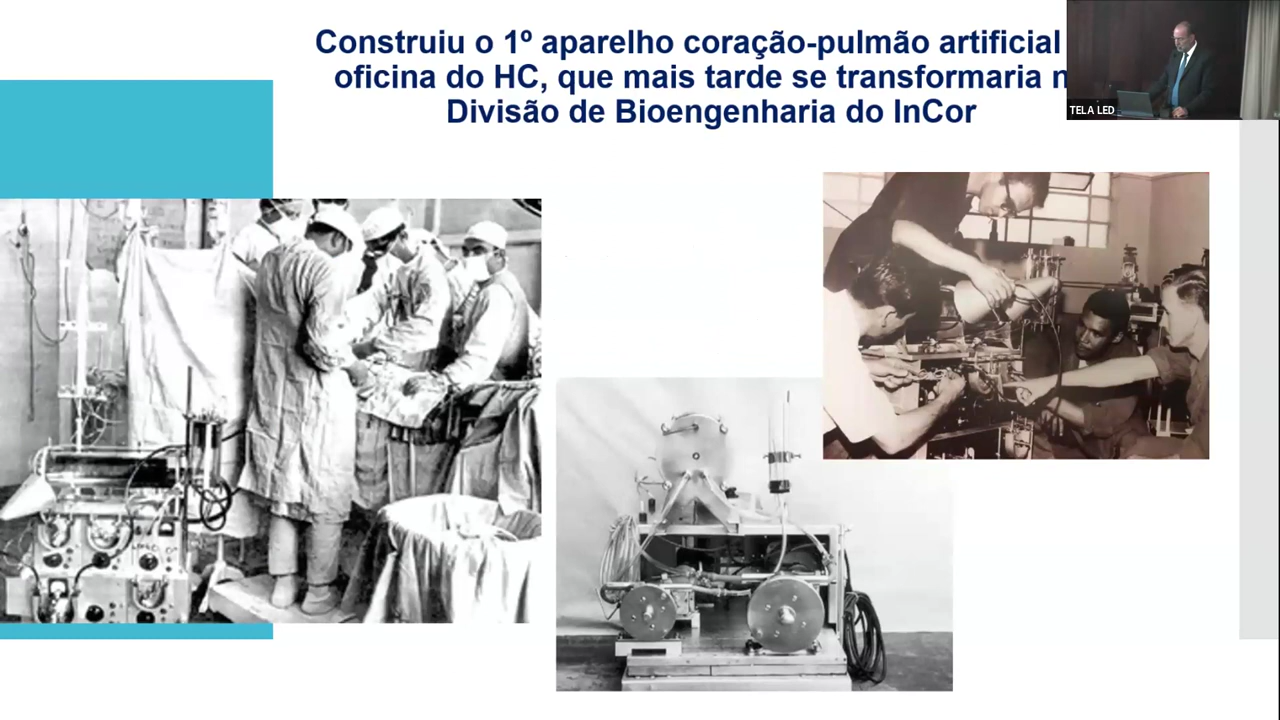 Construiu o 1º aparelho coração-pulmão artificial
oficina do HC, que mais tarde se transformaria n
Divisão de Bioengenharia do InCor
TELA LED